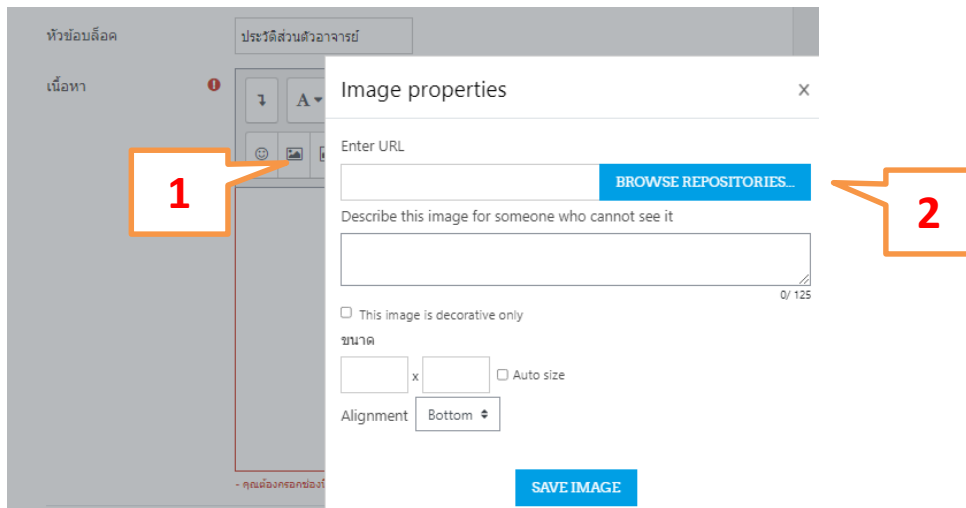 หัวข้อบล็อค
ประวัติส่วนตัวอาจารย์
เนื้อหา
A
1
Image properties
x
Enter URL
BROWSE REPOSITORIES...
2
Describe this image for someone who cannot see it
0/ 125
This image is decorative only
ขนาด
x
Auto size
Alignment
Bottom
- คุณต้องกรอกช่อง
SAVE IMAGE